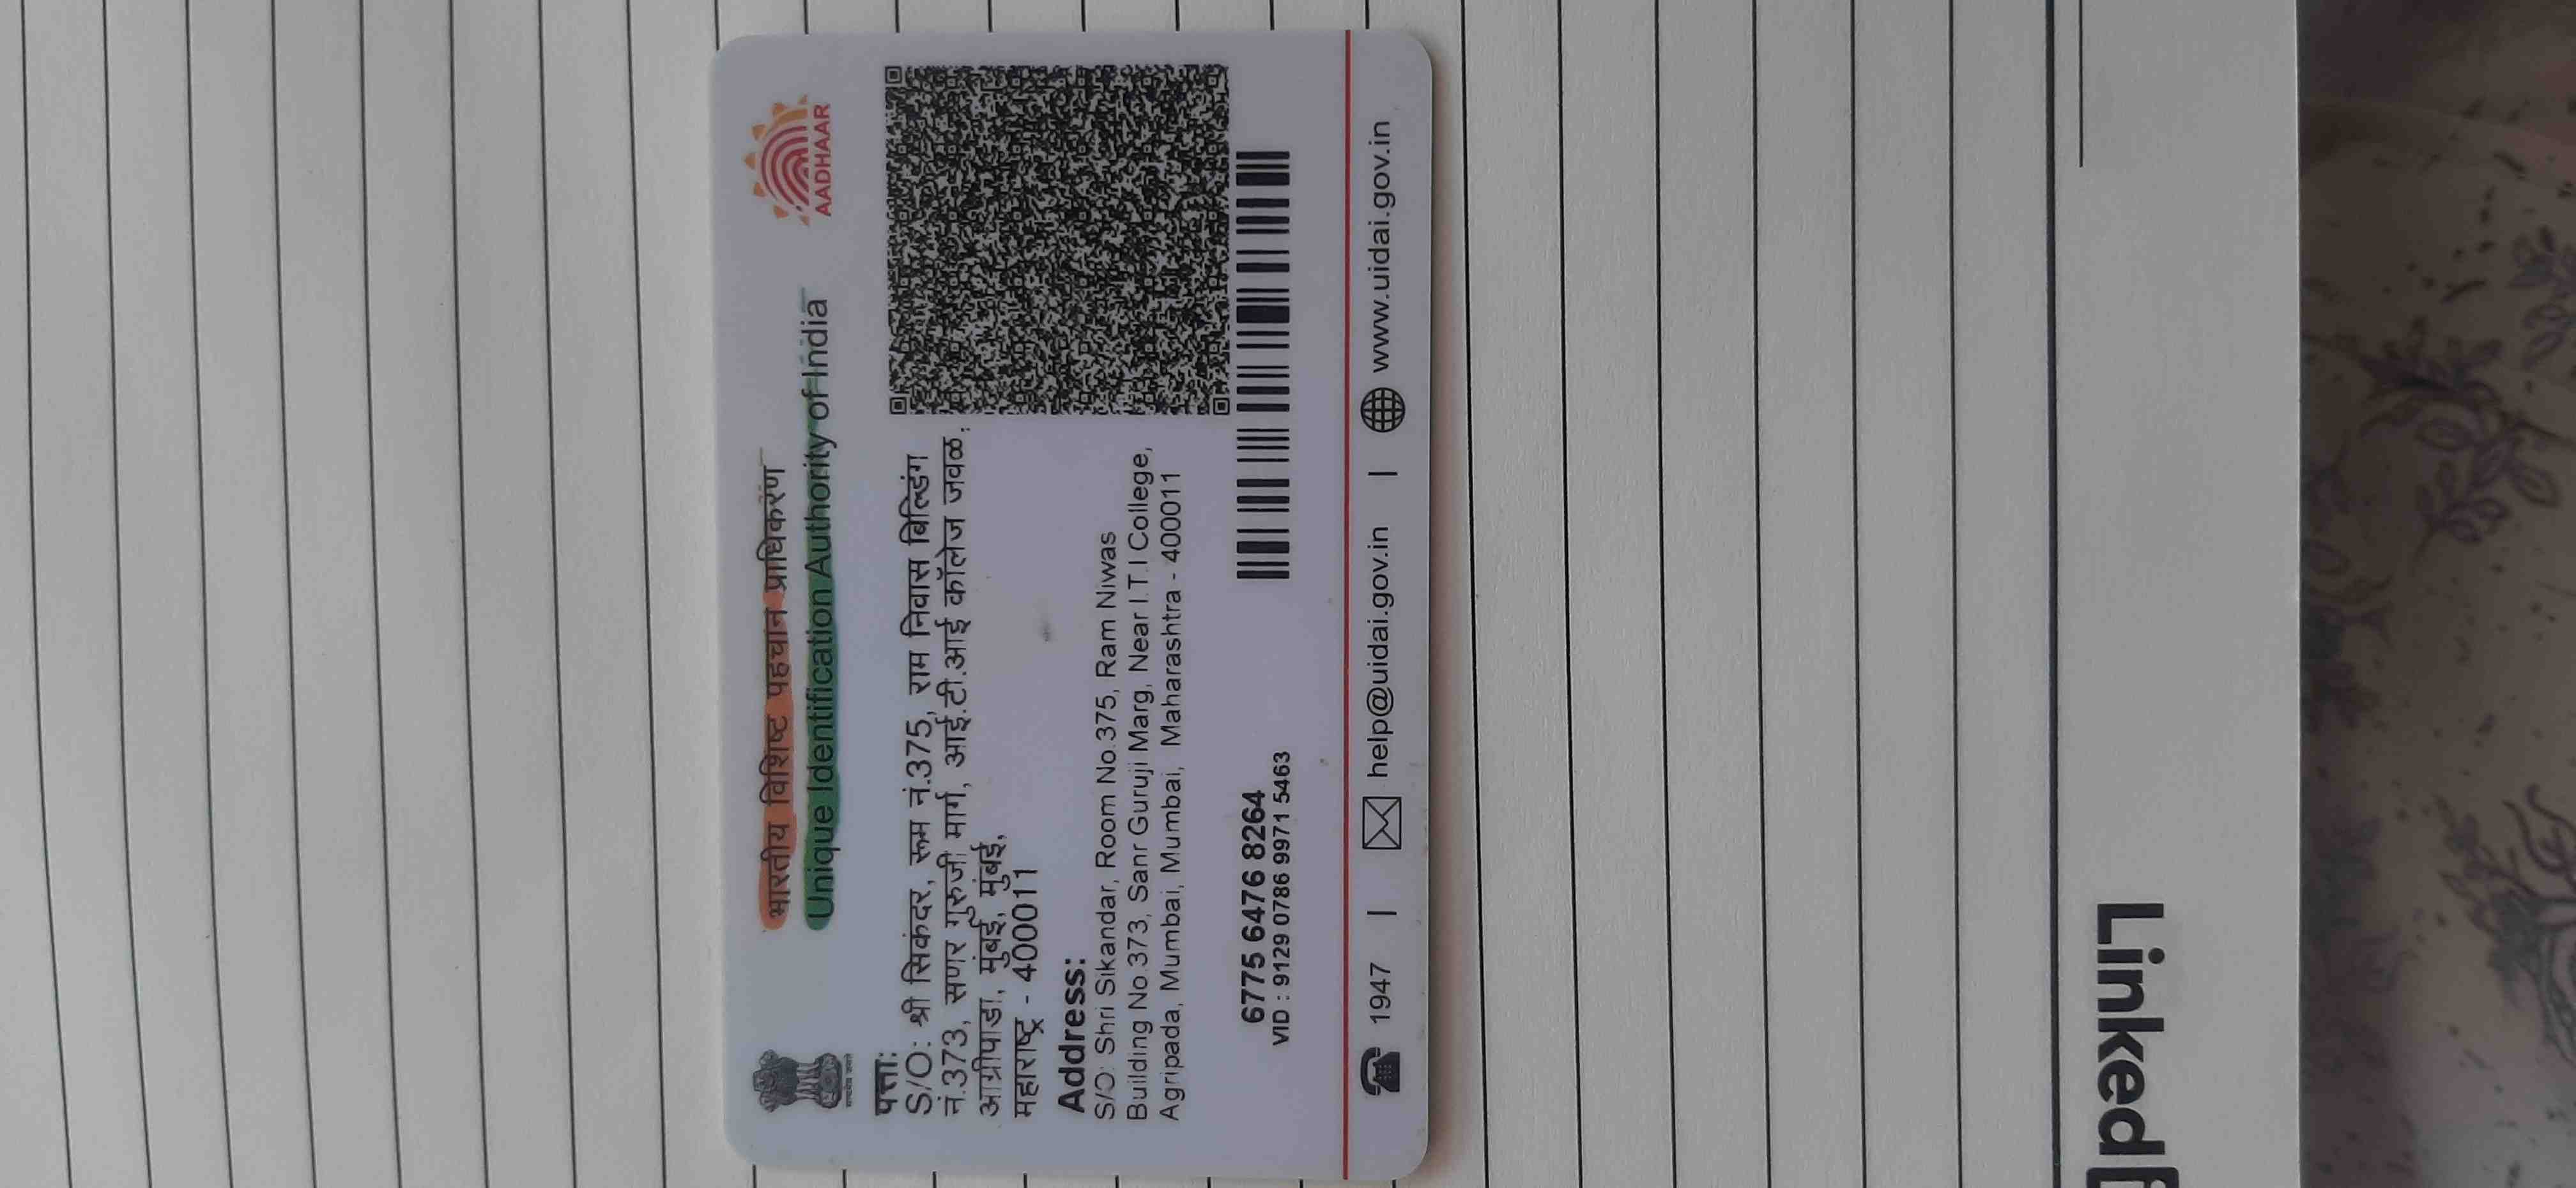 भारतीय विशिष्ट पहचान प्राधिकरण
Unique Identification Authority of India
AADHAAR
पत्ता:
S/O: श्री सिकंदर, रूम नं.375, राम निवास बिल्डिंग
नं.373, सणर गुरुजी मार्ग, आई.टी.आई कॉलेज जवळ,
आग्रीपाडा, मुंबई, मुंबई,
महाराष्ट्र - 400011
Address:
S/O: Shri Sikandar, Room No.375, Ram Niwas
Building No.373, Sanr Guruji Marg, Near I.T.I College,
Agripada, Mumbai, Mumbai, Maharashtra - 400011
6775 6476 8264
VID : 9129 0786 9971 5463
1947 | help@uidai.gov.in | www.uidai.gov.in
Linked